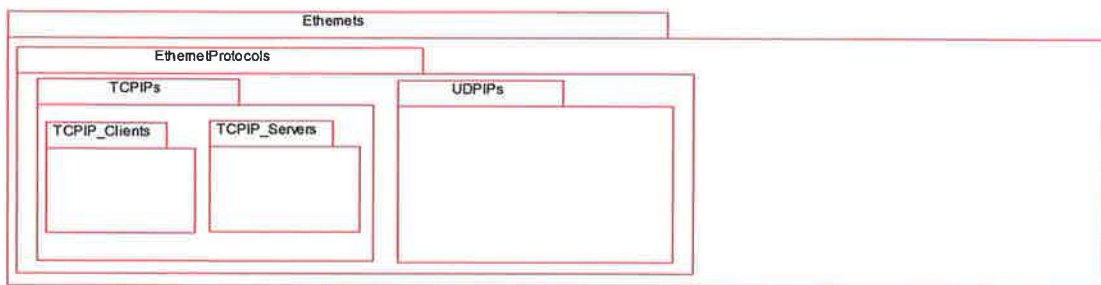 Ethernets
EthernetProtocols
TCPIPs
UDPIPs
TCPIP_Clients
TCPIP_Servers